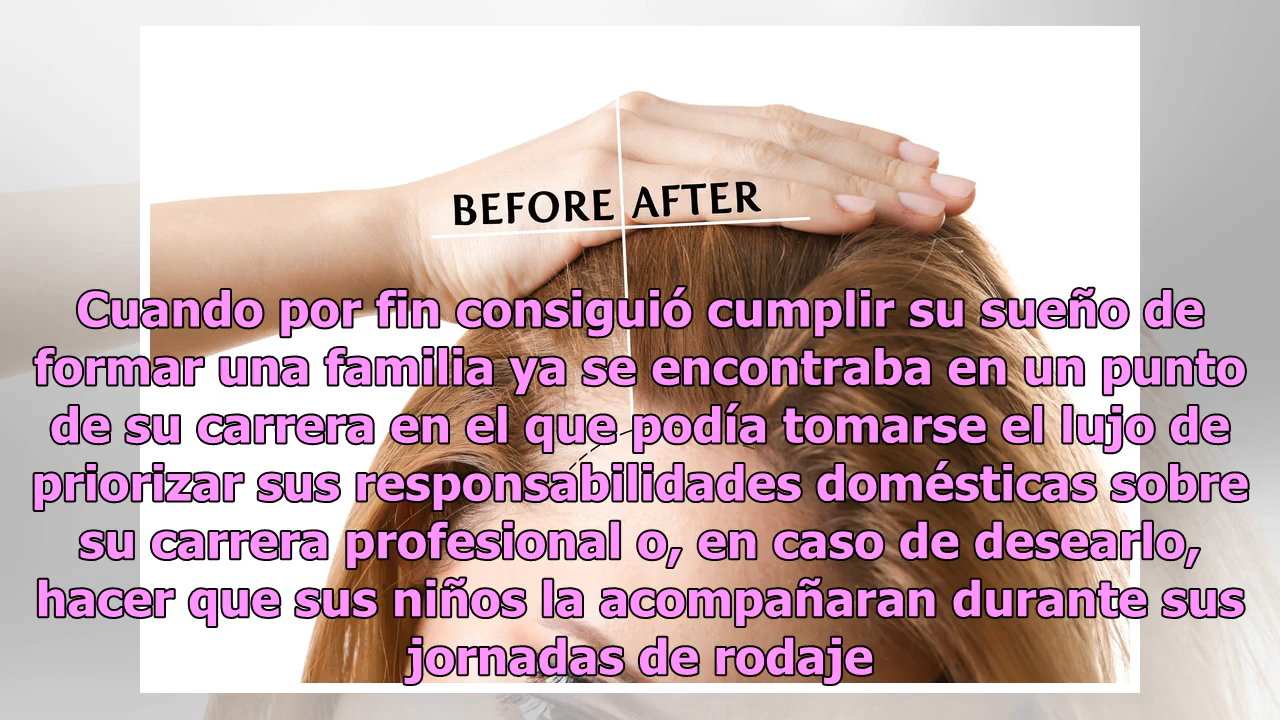 BEFORE AFTER
Cuando por fin consiguió cumplir su sueño de
formar una familia ya se encontraba en un punto
de su carrera en el que podía tomarse el lujo de
priorizar sus responsabilidades domésticas sobre
su carrera profesional o, en caso de desearlo,
hacer que sus niños la acompañaran durante sus
jornadas de rodaje